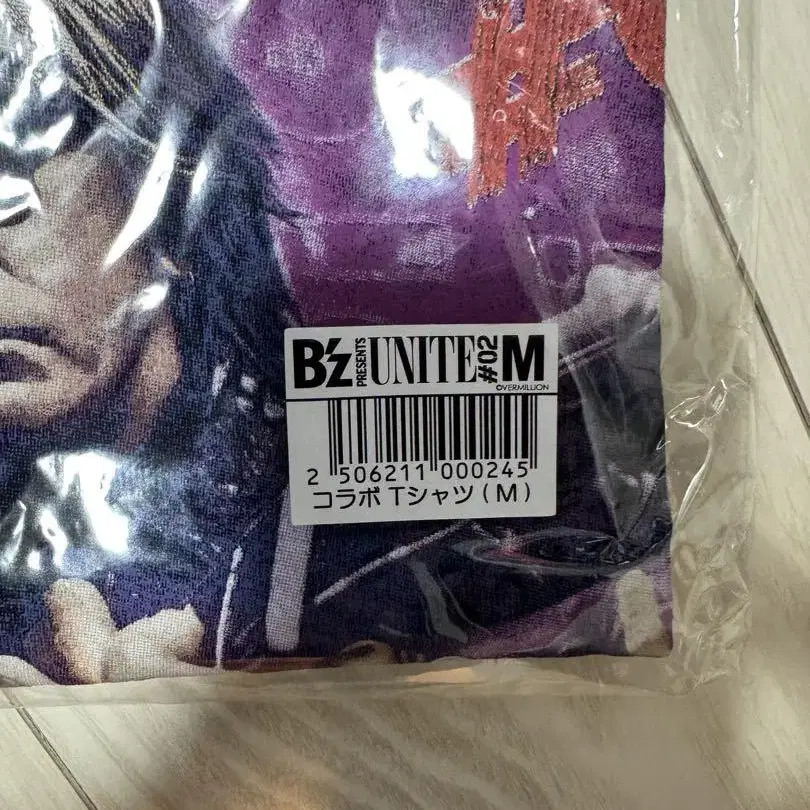 B'z PRESENTS UNITE #02 M
©VERMILLION
2 506211 000245
コラボ Tシャツ (M)